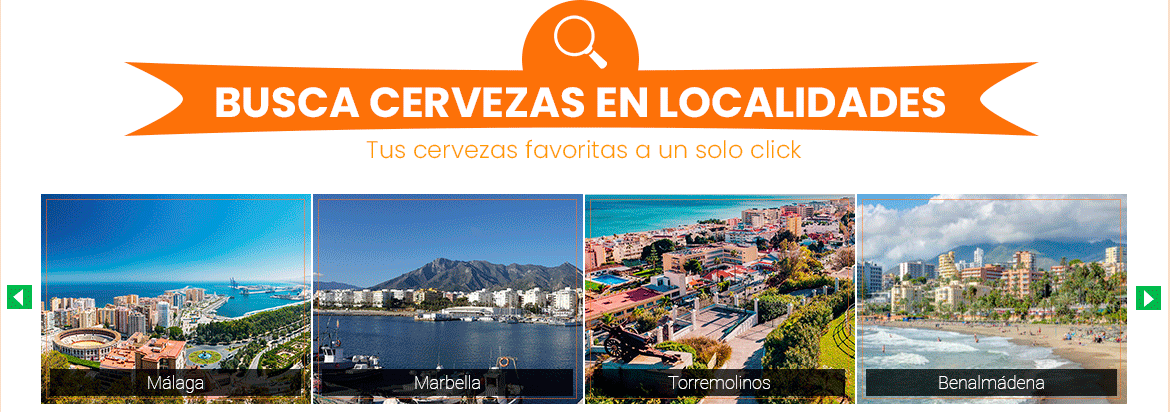 BUSCA CERVEZAS EN LOCALIDADES
Tus cervezas favoritas a un solo click
Málaga
Marbella
Torremolinos
Benalmádena